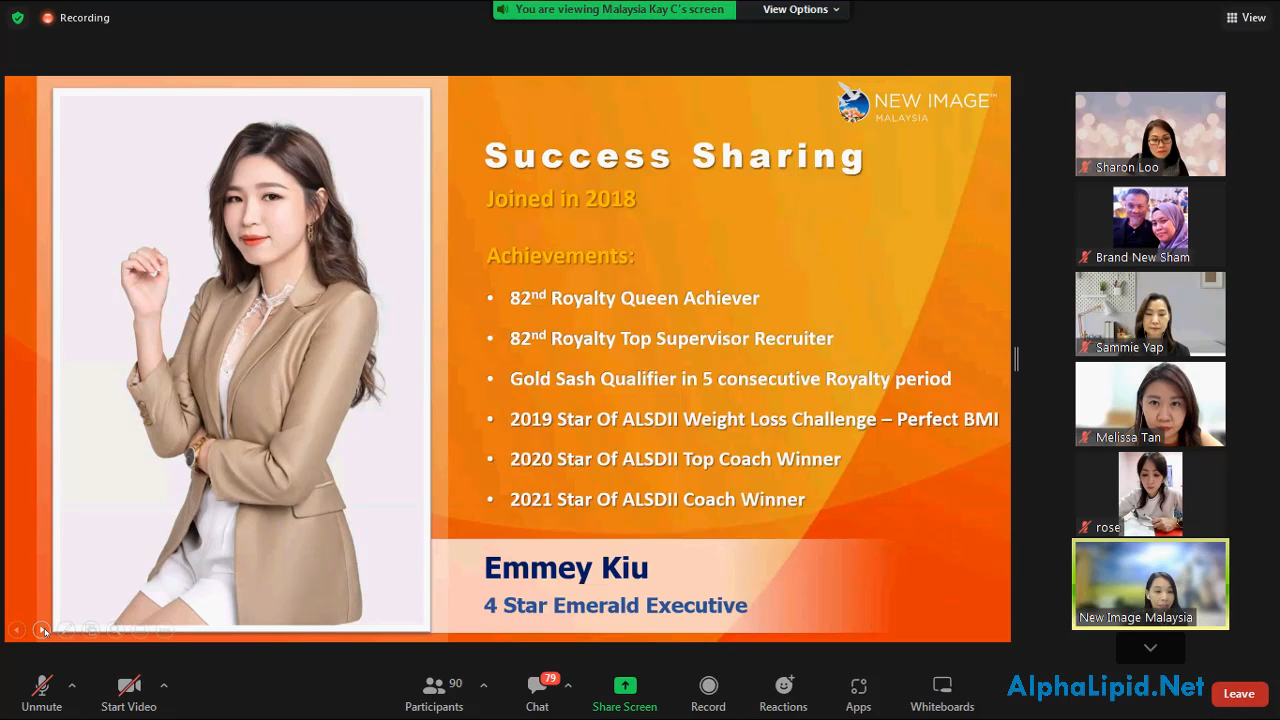 Recording
You are viewing Malaysia Kay C's screen
View Options
View
NEW IMAGE™
MALAYSIA
Success Sharing
Joined in 2018
Achievements:
• 82nd Royalty Queen Achiever
• 82nd Royalty Top Supervisor Recruiter
• Gold Sash Qualifier in 5 consecutive Royalty period
• 2019 Star Of ALSDII Weight Loss Challenge – Perfect BMI
• 2020 Star Of ALSDII Top Coach Winner
• 2021 Star Of ALSDII Coach Winner
Emmey Kiu
4 Star Emerald Executive
Sharon Loo
Brand New Sham
Sammie Yap
Melissa Tan
rose
New Image Malaysia
Unmute
Start Video
90
Participants
79
Chat
Share Screen
Record
Reactions
Apps
Whiteboards
AlphaLipid.Net
Leave